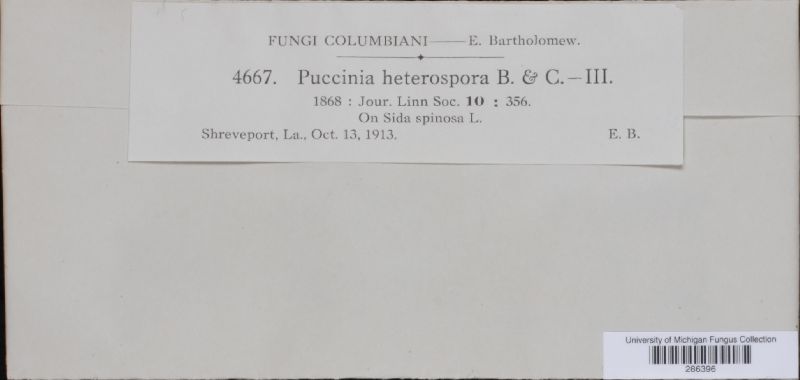 FUNGI COLUMBIANI—E. Bartholomew.
4667. Puccinia heterospora B. & C.–III.
1868 : Jour. Linn Soc. 10 : 356.
On Sida spinosa L.
Shreveport, La., Oct. 13, 1913. E. B.
University of Michigan Fungus Collection
286396